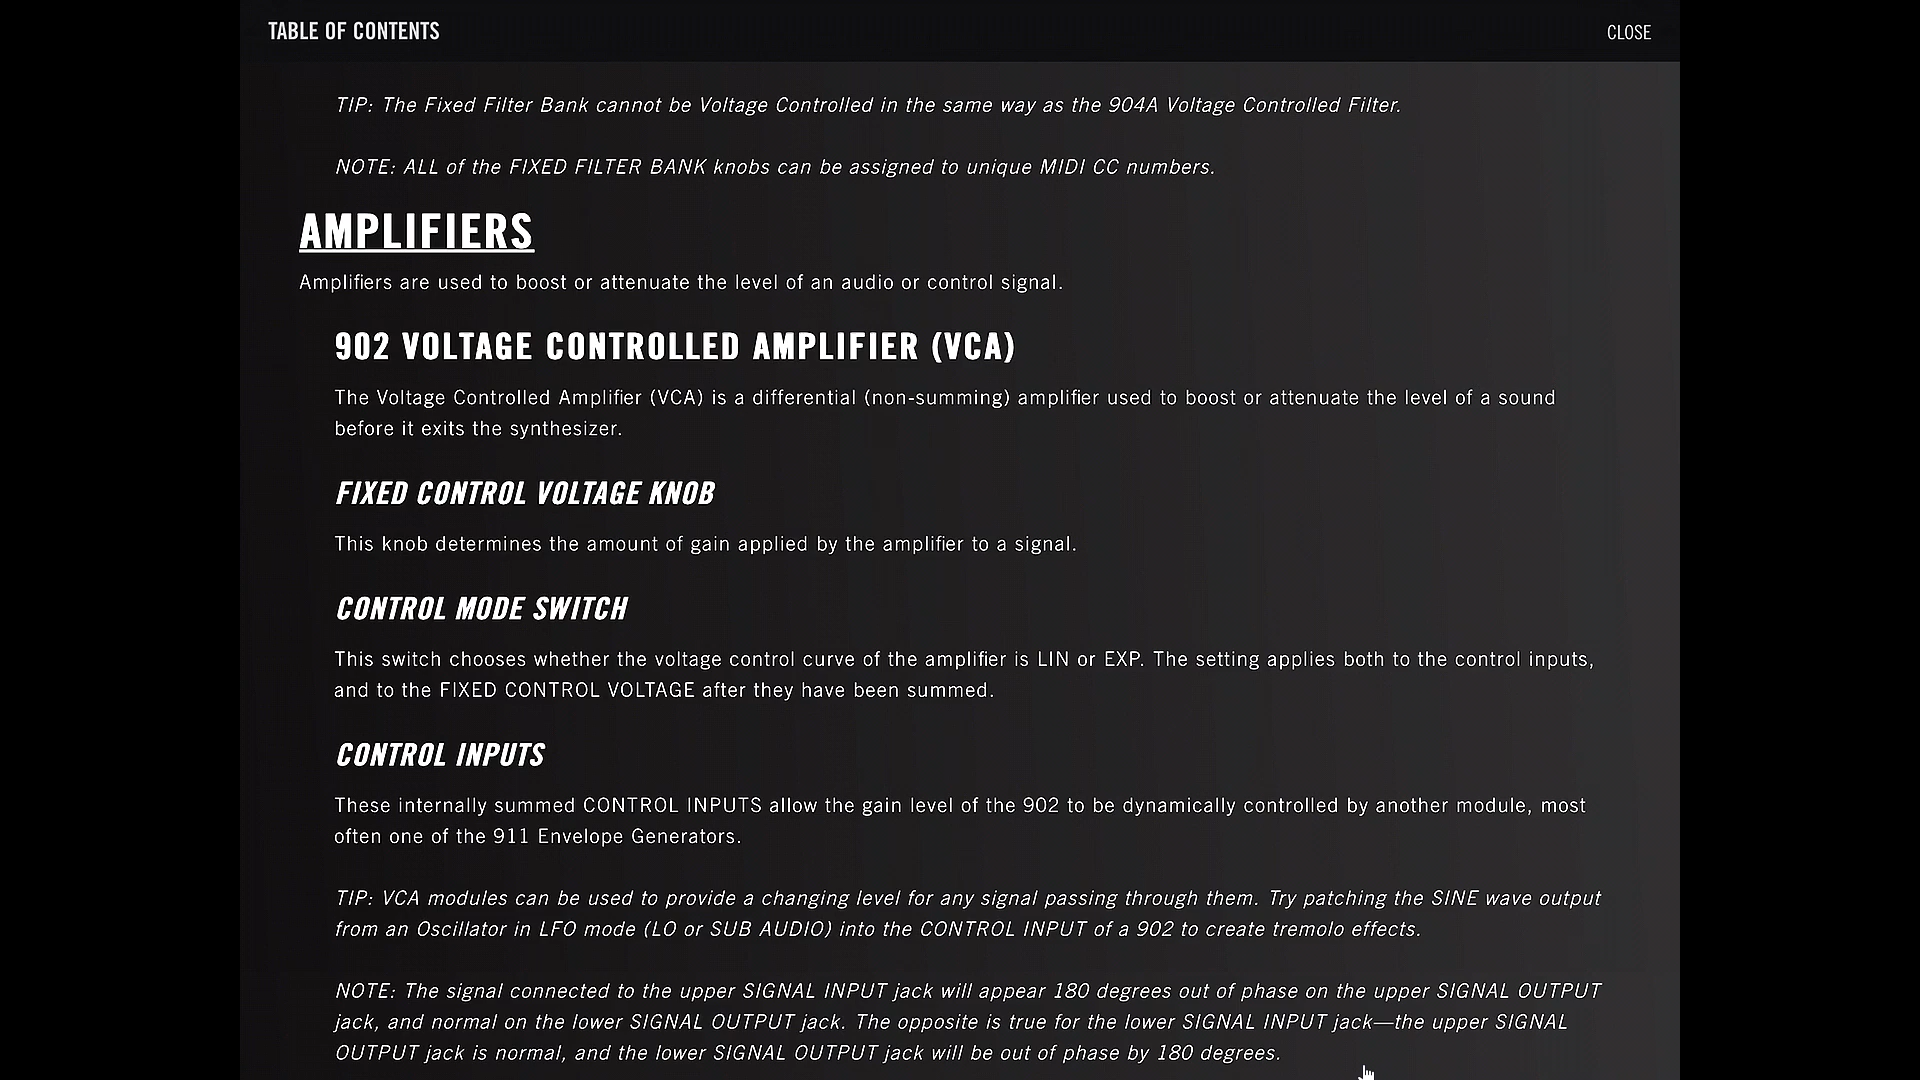 TABLE OF CONTENTS
CLOSE
TIP: The Fixed Filter Bank cannot be Voltage Controlled in the same way as the 904A Voltage Controlled Filter.
NOTE: ALL of the FIXED FILTER BANK knobs can be assigned to unique MIDI CC numbers.
AMPLIFIERS
Amplifiers are used to boost or attenuate the level of an audio or control signal.
902 VOLTAGE CONTROLLED AMPLIFIER (VCA)
The Voltage Controlled Amplifier (VCA) is a differential (non-summing) amplifier used to boost or attenuate the level of a sound
before it exits the synthesizer.
FIXED CONTROL VOLTAGE KNOB
This knob determines the amount of gain applied by the amplifier to a signal.
CONTROL MODE SWITCH
This switch chooses whether the voltage control curve of the amplifier is LIN or EXP. The setting applies both to the control inputs,
and to the FIXED CONTROL VOLTAGE after they have been summed.
CONTROL INPUTS
These internally summed CONTROL INPUTS allow the gain level of the 902 to be dynamically controlled by another module, most
often one of the 911 Envelope Generators.
TIP: VCA modules can be used to provide a changing level for any signal passing through them. Try patching the SINE wave output
from an Oscillator in LFO mode (LO or SUB AUDIO) into the CONTROL INPUT of a 902 to create tremolo effects.
NOTE: The signal connected to the upper SIGNAL INPUT jack will appear 180 degrees out of phase on the upper SIGNAL OUTPUT
jack, and normal on the lower SIGNAL OUTPUT jack. The opposite is true for the lower SIGNAL INPUT jack—the upper SIGNAL
OUTPUT jack is normal, and the lower SIGNAL OUTPUT jack will be out of phase by 180 degrees.